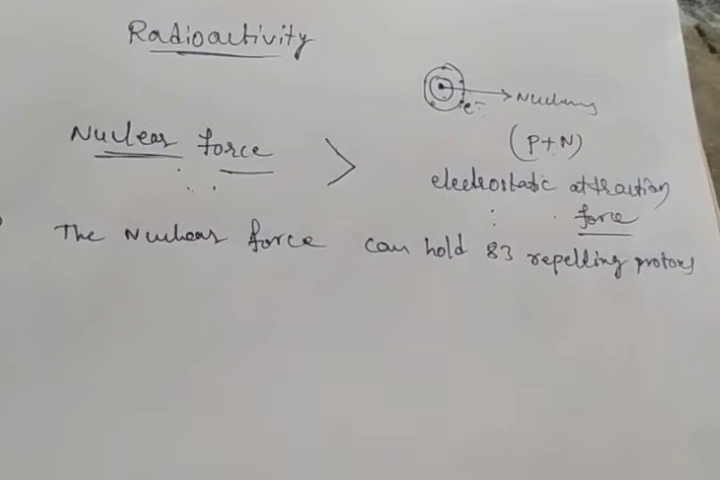 Radioactivity
e-
Nucleus
(P+N)
Nuclear force > electrostatic attraction force
The Nuclear force can hold 83 repelling protons